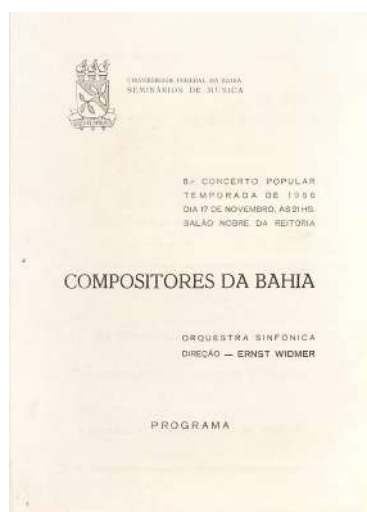 UNIVERSIDADE FEDERAL DA BAHIA
SEMINÁRIOS DE MÚSICA
8.º CONCERTO POPULAR
TEMPORADA DE 1966
DIA 17 DE NOVEMBRO, ÀS 21 HS.
SALÃO NOBRE DA REITORIA
COMPOSITORES DA BAHIA
ORQUESTRA SINFÔNICA
DIREÇÃO — ERNST WIDMER
PROGRAMA